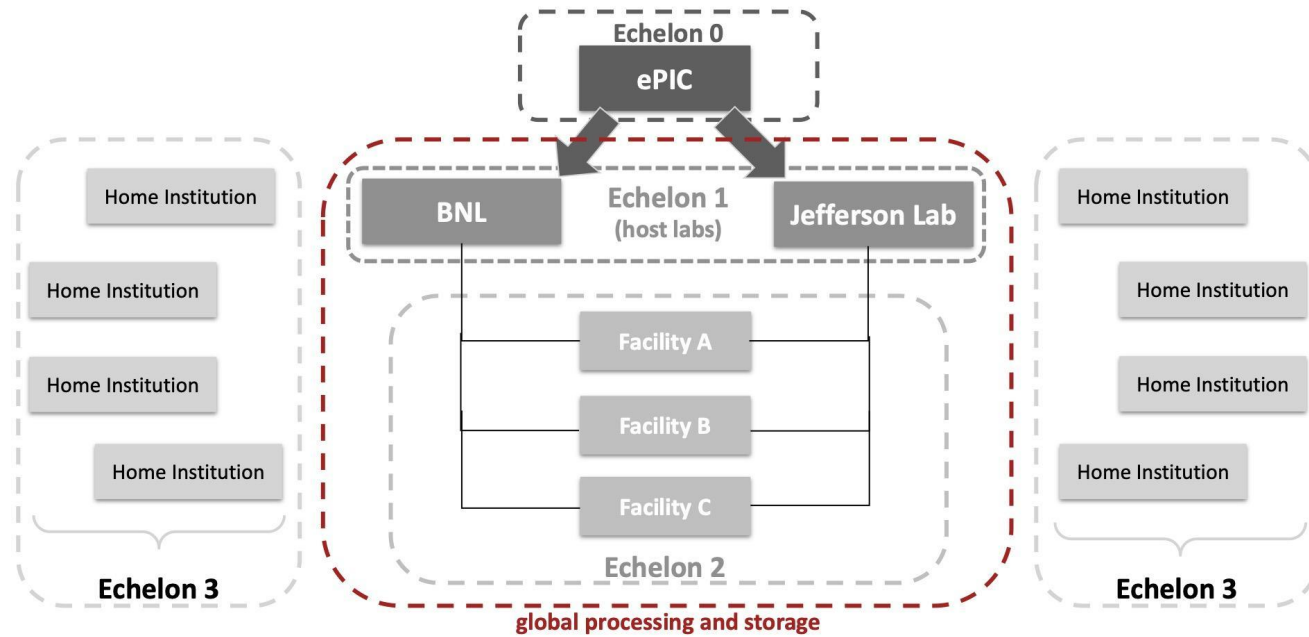 Echelon 0
ePIC
BNL
Echelon 1
(host labs)
Jefferson Lab
Home Institution
Home Institution
Home Institution
Home Institution
Echelon 3
Facility A
Facility B
Facility C
Echelon 2
global processing and storage
Home Institution
Home Institution
Home Institution
Home Institution
Echelon 3